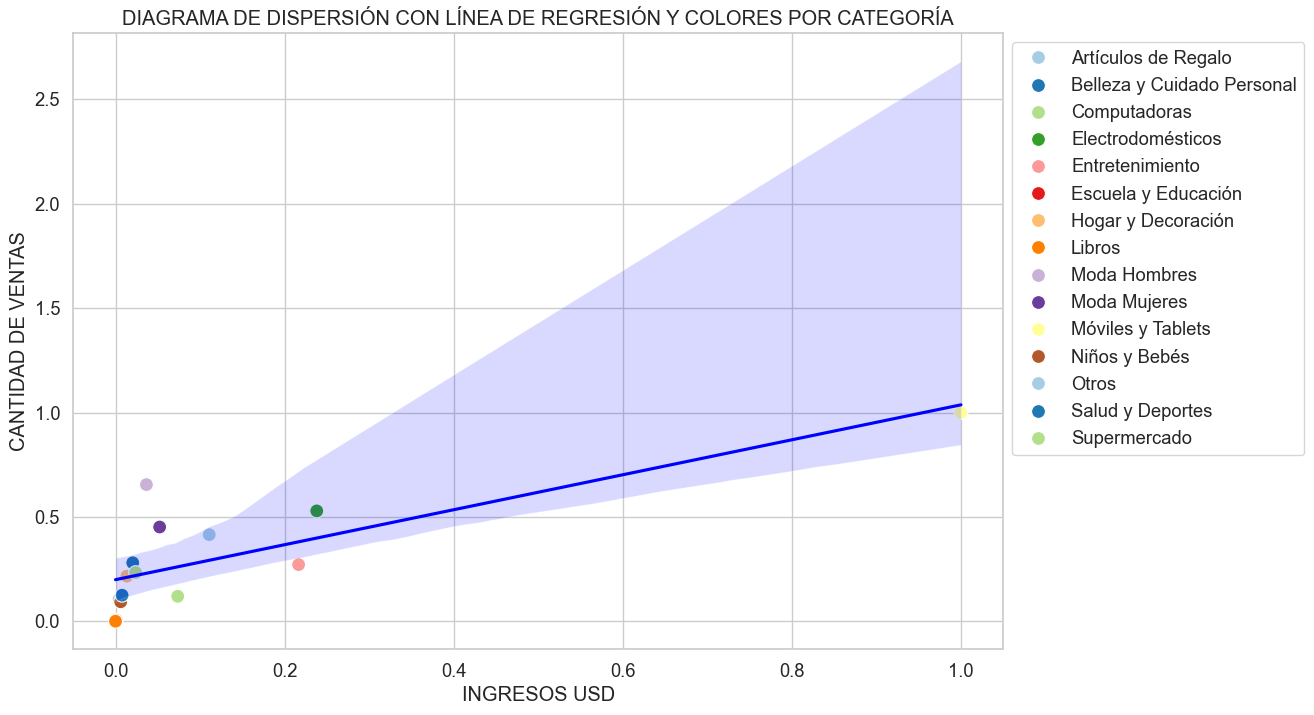 DIAGRAMA DE DISPERSIÓN CON LÍNEA DE REGRESIÓN Y COLORES POR CATEGORÍA
CANTIDAD DE VENTAS
2.5
2.0
1.5
1.0
0.5
0.0
0.0 0.2 0.4 0.6 0.8 1.0
INGRESOS USD
Artículos de Regalo
Belleza y Cuidado Personal
Computadoras
Electrodomésticos
Entretenimiento
Escuela y Educación
Hogar y Decoración
Libros
Moda Hombres
Moda Mujeres
Móviles y Tablets
Niños y Bebés
Otros
Salud y Deportes
Supermercado